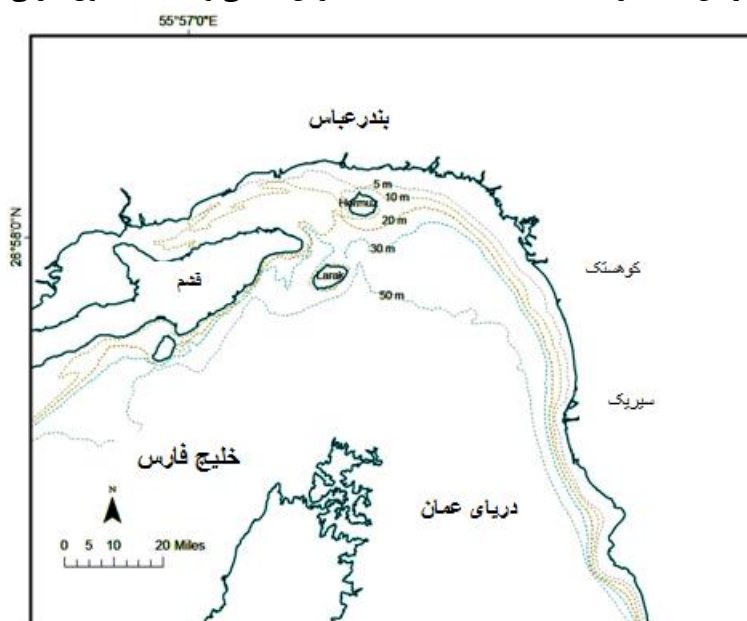 55°57'0"E
بندرعباس
5 m
10 m
Hormuz
20 m
26°58'0"N
30 m
کوهستک
قشم
Larak
50 m
سیریک
خلیج فارس
دریای عمان
N
0 5 10 20 Miles